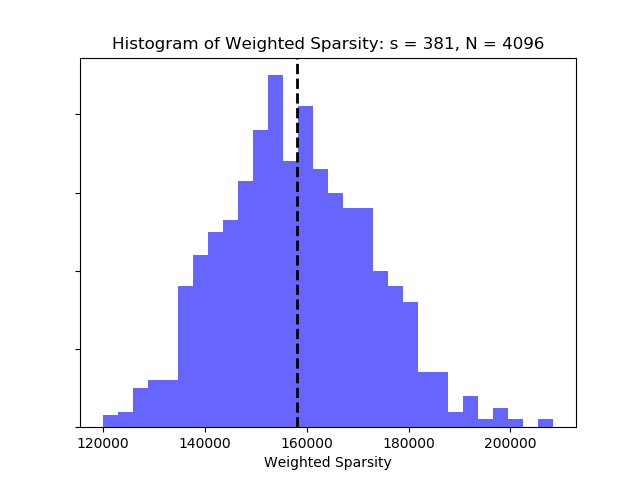 Histogram of Weighted Sparsity: s = 381, N = 4096
120000 140000 160000 180000 200000
Weighted Sparsity